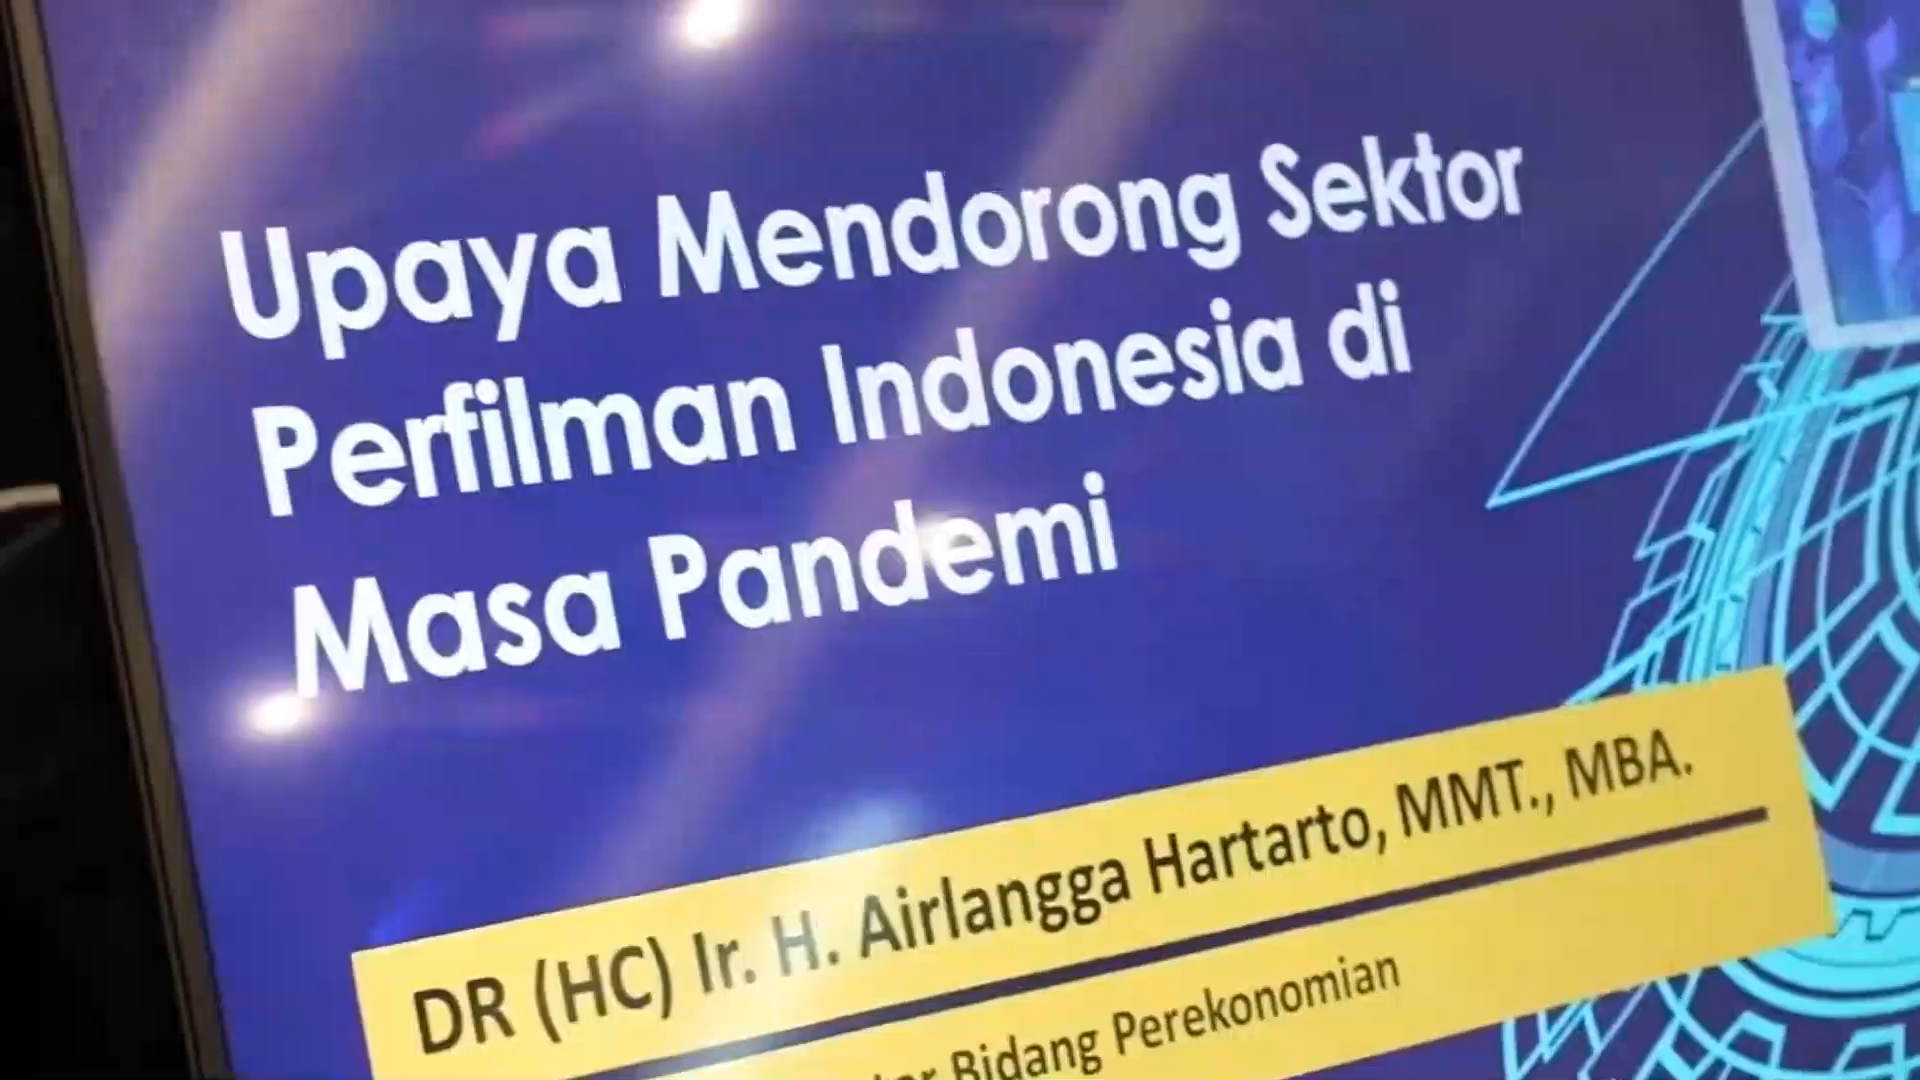 Upaya Mendorong Sektor
Perfilman Indonesia di
Masa Pandemi
DR (HC) Ir. H. Airlangga Hartarto, MMT., MBA.
Bidang Perekonomian